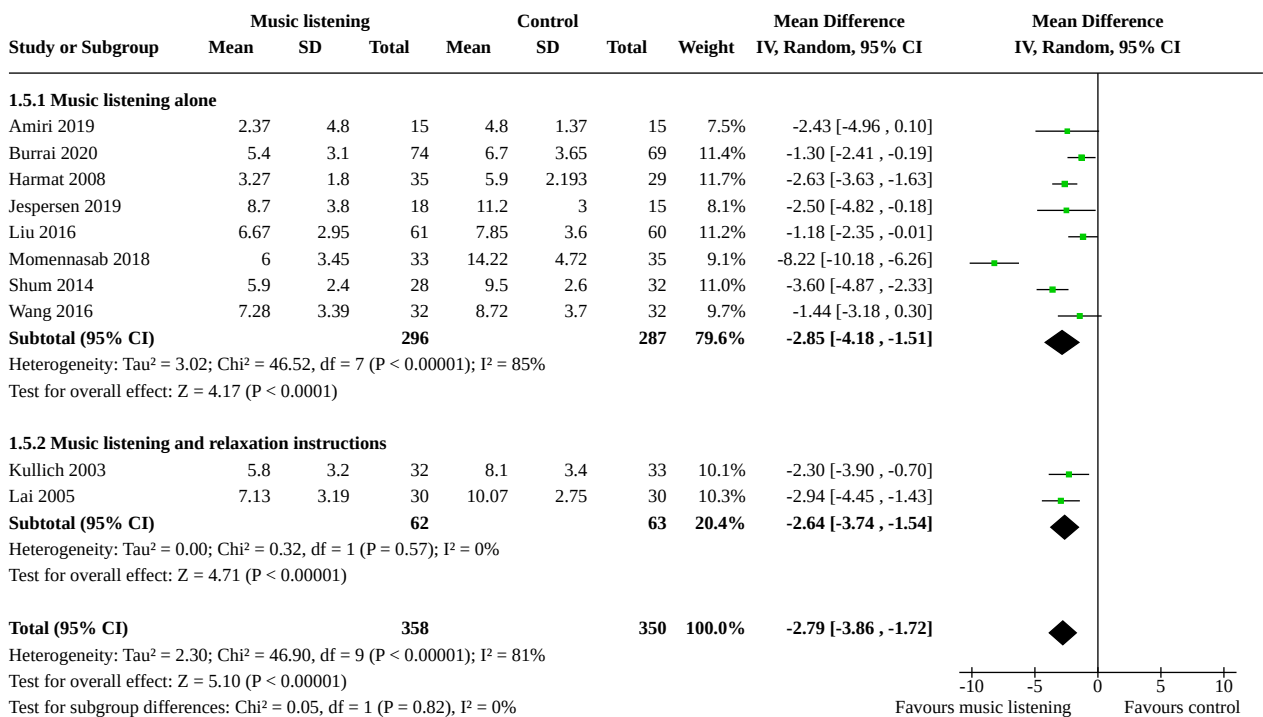 Music listening Control Mean Difference Mean Difference
Study or Subgroup Mean SD Total Mean SD Total Weight IV, Random, 95% CI IV, Random, 95% CI
1.5.1 Music listening alone
Amiri 2019 2.37 4.8 15 4.8 1.37 15 7.5% -2.43 [-4.96 , 0.10]
Burrai 2020 5.4 3.1 74 6.7 3.65 69 11.4% -1.30 [-2.41 , -0.19]
Harmat 2008 3.27 1.8 35 5.9 2.193 29 11.7% -2.63 [-3.63 , -1.63]
Jespersen 2019 8.7 3.8 18 11.2 3 15 8.1% -2.50 [-4.82 , -0.18]
Liu 2016 6.67 2.95 61 7.85 3.6 60 11.2% -1.18 [-2.35 , -0.01]
Momennasab 2018 6 3.45 33 14.22 4.72 35 9.1% -8.22 [-10.18 , -6.26]
Shum 2014 5.9 2.4 28 9.5 2.6 32 11.0% -3.60 [-4.87 , -2.33]
Wang 2016 7.28 3.39 32 8.72 3.7 32 9.7% -1.44 [-3.18 , 0.30]
Subtotal (95% CI) 296 287 79.6% -2.85 [-4.18 , -1.51]
Heterogeneity: Tau² = 3.02; Chi² = 46.52, df = 7 (P < 0.00001); I² = 85%
Test for overall effect: Z = 4.17 (P < 0.0001)
1.5.2 Music listening and relaxation instructions
Kullich 2003 5.8 3.2 32 8.1 3.4 33 10.1% -2.30 [-3.90 , -0.70]
Lai 2005 7.13 3.19 30 10.07 2.75 30 10.3% -2.94 [-4.45 , -1.43]
Subtotal (95% CI) 62 63 20.4% -2.64 [-3.74 , -1.54]
Heterogeneity: Tau² = 0.00; Chi² = 0.32, df = 1 (P = 0.57); I² = 0%
Test for overall effect: Z = 4.71 (P < 0.00001)
Total (95% CI) 358 350 100.0% -2.79 [-3.86 , -1.72]
Heterogeneity: Tau² = 2.30; Chi² = 46.90, df = 9 (P < 0.00001); I² = 81%
Test for overall effect: Z = 5.10 (P < 0.00001)
-10 -5 0 5 10
Test for subgroup differences: Chi² = 0.05, df = 1 (P = 0.82), I² = 0%
Favours music listening Favours control